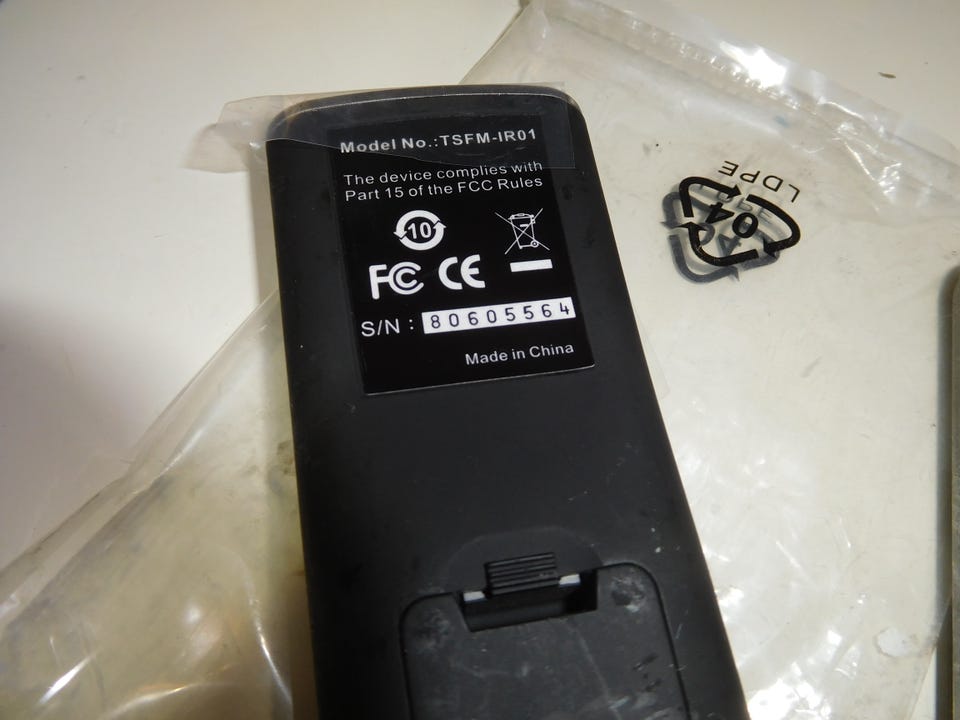 Model No.:TSFM-IR01
The device complies with
Part 15 of the FCC Rules
10
FC CE
S/N : 80605564
Made in China
04
LDPE